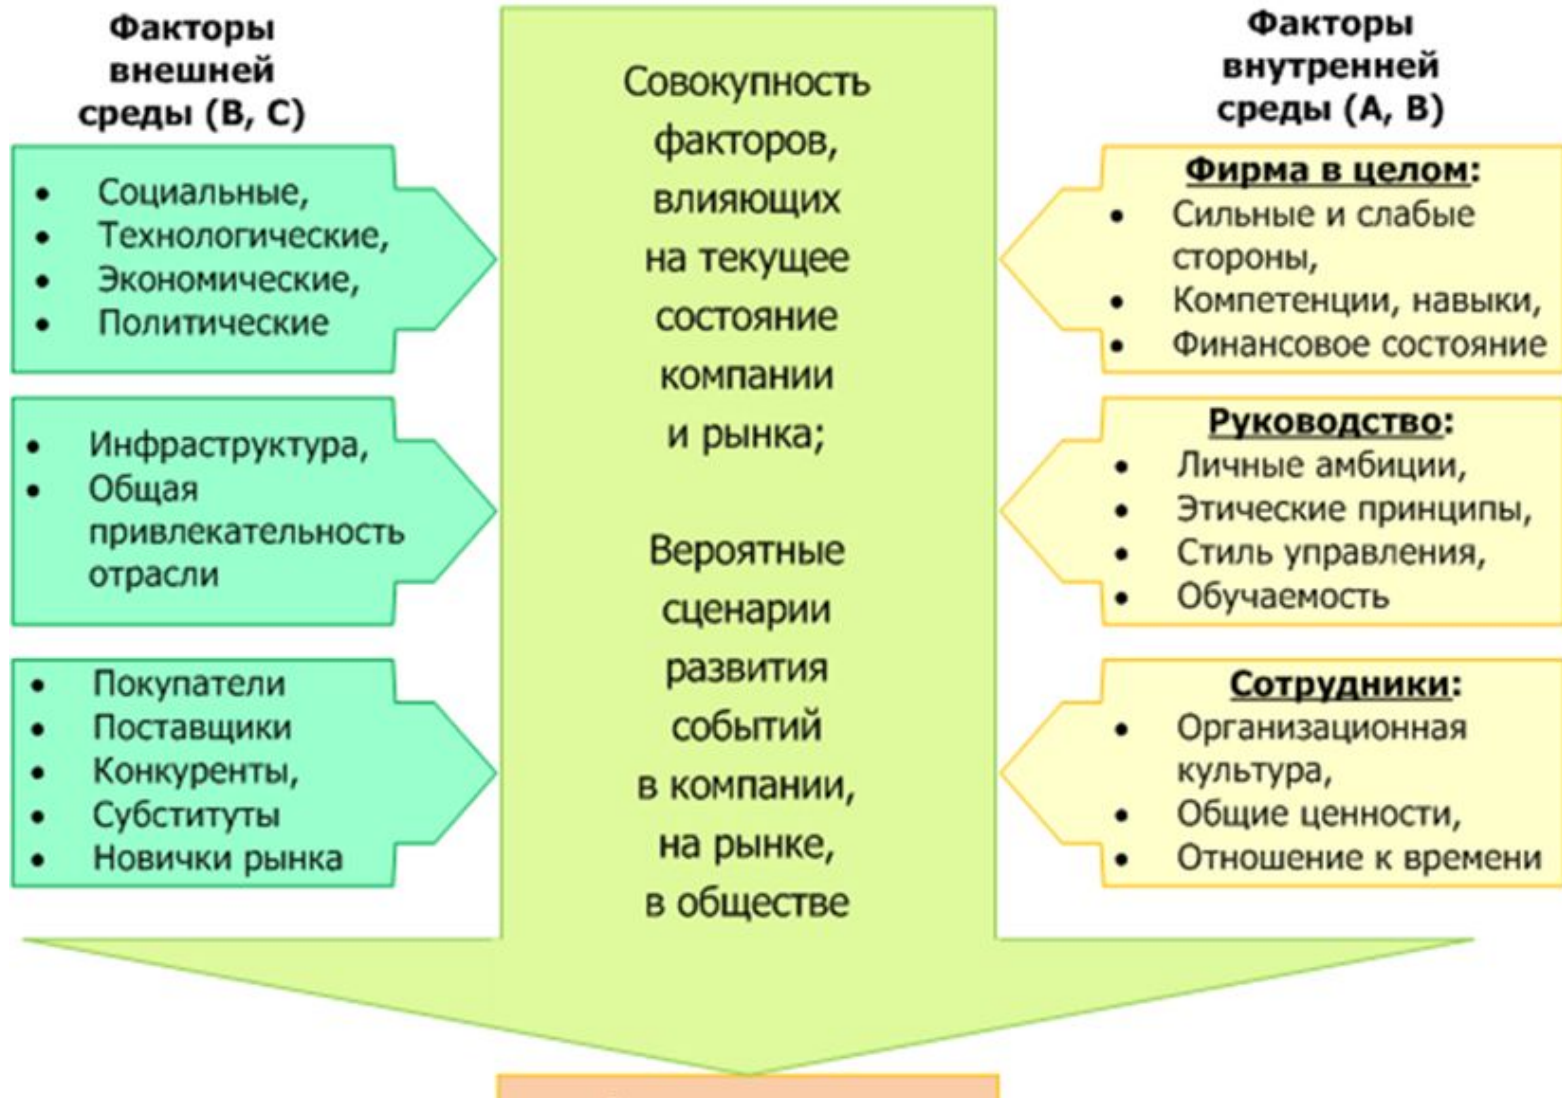 Факторы
внешней
среды (B, C)
• Социальные,
• Технологические,
• Экономические,
• Политические
• Инфраструктура,
• Общая
привлекательность
отрасли
• Покупатели
• Поставщики
• Конкуренты,
• Субституты
• Новички рынка
Совокупность
факторов,
влияющих
на текущее
состояние
компании
и рынка;
Вероятные
сценарии
развития
событий
в компании,
на рынке,
в обществе
Факторы
внутренней
среды (A, B)
Фирма в целом:
• Сильные и слабые
стороны,
• Компетенции, навыки,
• Финансовое состояние
Руководство:
• Личные амбиции,
• Этические принципы,
• Стиль управления,
• Обучаемость
Сотрудники:
• Организационная
культура,
• Общие ценности,
• Отношение к времени